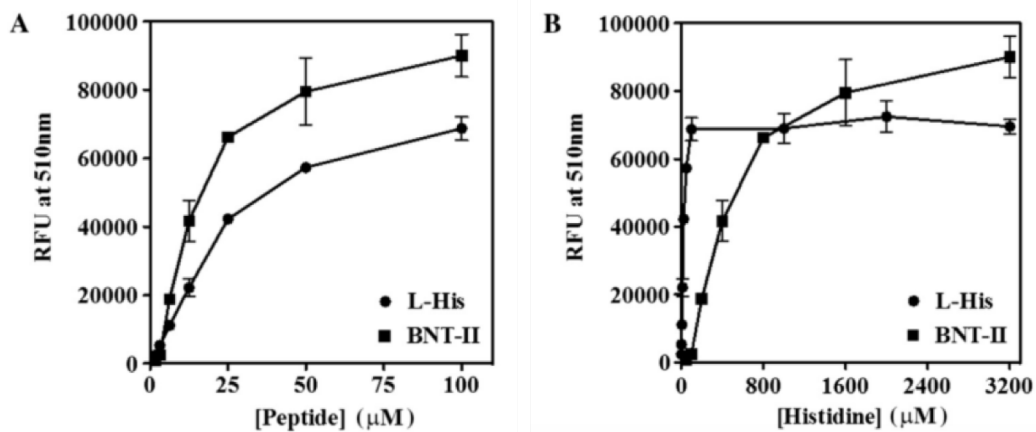 A
RFU at 510nm
100000
80000
60000
40000
20000
0
0 25 50 75 100
[Peptide] (μM)
L-His
BNT-II
B
RFU at 510nm
100000
80000
60000
40000
20000
0
0 800 1600 2400 3200
[Histidine] (μM)
L-His
BNT-II